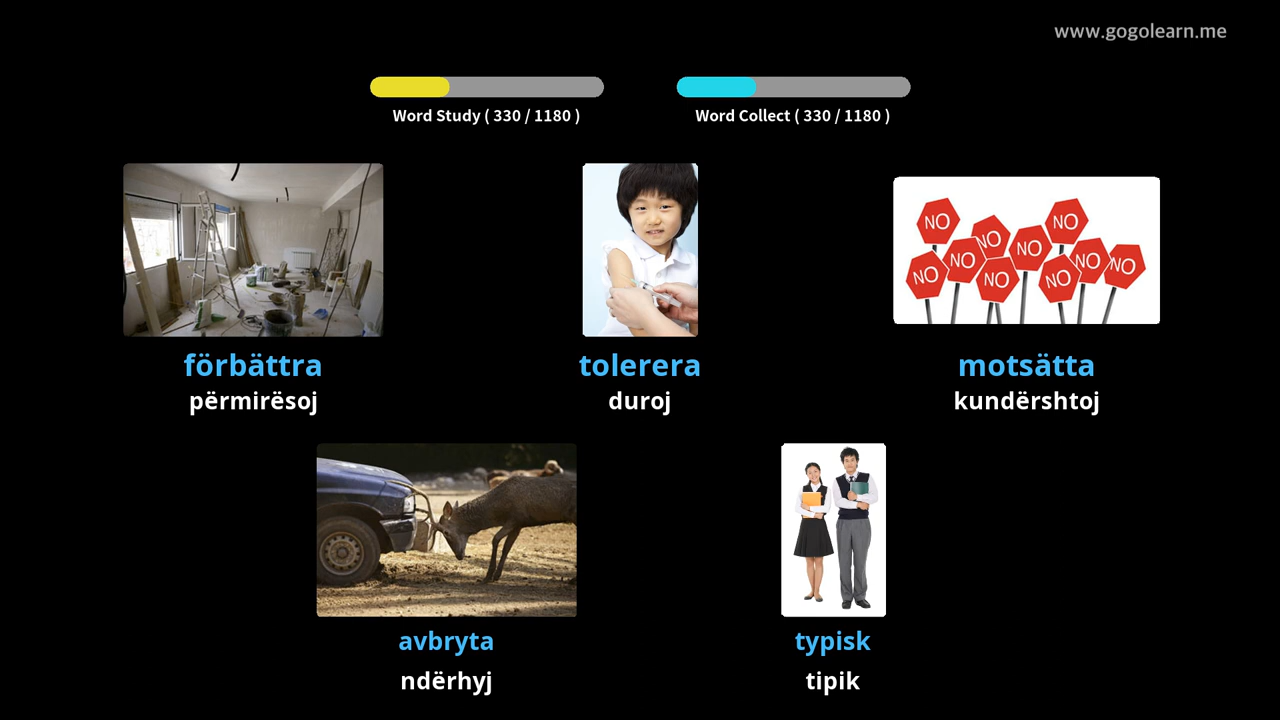 www.gogolearn.me
Word Study ( 330 / 1180 )
Word Collect ( 330 / 1180 )
NO NO NO NO NO NO NO NO NO NO
förbättra
tolerera
motsätta
përmirësoj
duroj
kundërshtoj
avbryta
typisk
ndërhyj
tipik